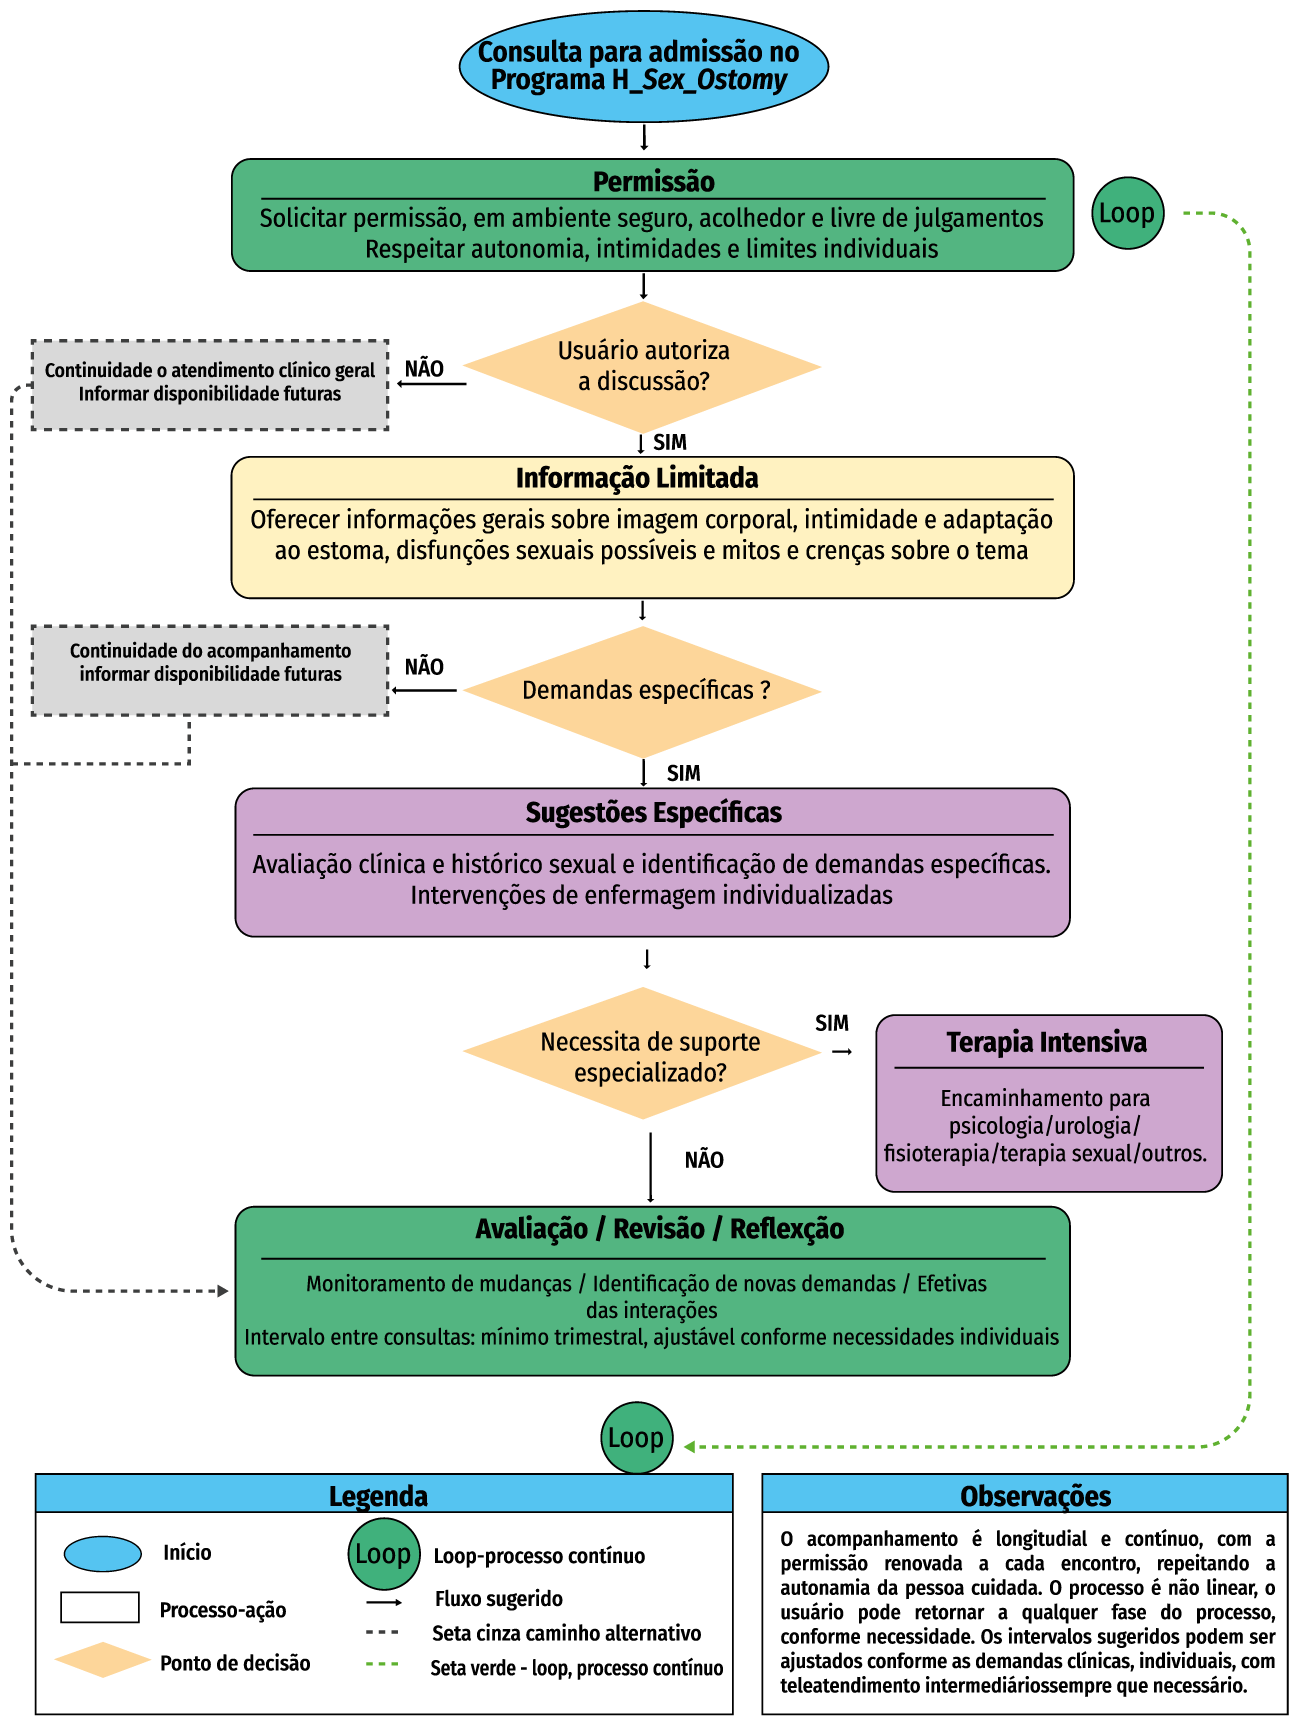 Consulta para admissão no
Programa H_Sex_Ostomy
Permissão
Solicitar permissão, em ambiente seguro, acolhedor e livre de julgamentos
Respeitar autonomia, intimidades e limites individuais
Loop
Usuário autoriza
a discussão?
NÃO
Continuidade o atendimento clínico geral
Informar disponibilidade futuras
SIM
Informação Limitada
Oferecer informações gerais sobre imagem corporal, intimidade e adaptação
ao estoma, disfunções sexuais possíveis e mitos e crenças sobre o tema
Demandas específicas ?
NÃO
Continuidade do acompanhamento
informar disponibilidade futuras
SIM
Sugestões Específicas
Avaliação clínica e histórico sexual e identificação de demandas específicas.
Intervenções de enfermagem individualizadas
Necessita de suporte
especializado?
SIM
Terapia Intensiva
Encaminhamento para
psicologia/urologia/
fisioterapia/terapia sexual/outros.
NÃO
Avaliação / Revisão / Reflexção
Monitoramento de mudanças / Identificação de novas demandas / Efetivas
das interações
Intervalo entre consultas: mínimo trimestral, ajustável conforme necessidades individuais
Loop
Legenda
Início
Processo-ação
Ponto de decisão
Loop
Loop-processo contínuo
Fluxo sugerido
Seta cinza caminho alternativo
Seta verde - loop, processo contínuo
Observações
O acompanhamento é longitudial e contínuo, com a
permissão renovada a cada encontro, repeitando a
autonamia da pessoa cuidada. O processo é não linear, o
usuário pode retornar a qualquer fase do processo,
conforme necessidade. Os intervalos sugeridos podem ser
ajustados conforme as demandas clínicas, individuais, com
teleatendimento intermediáriossempre que necessário.